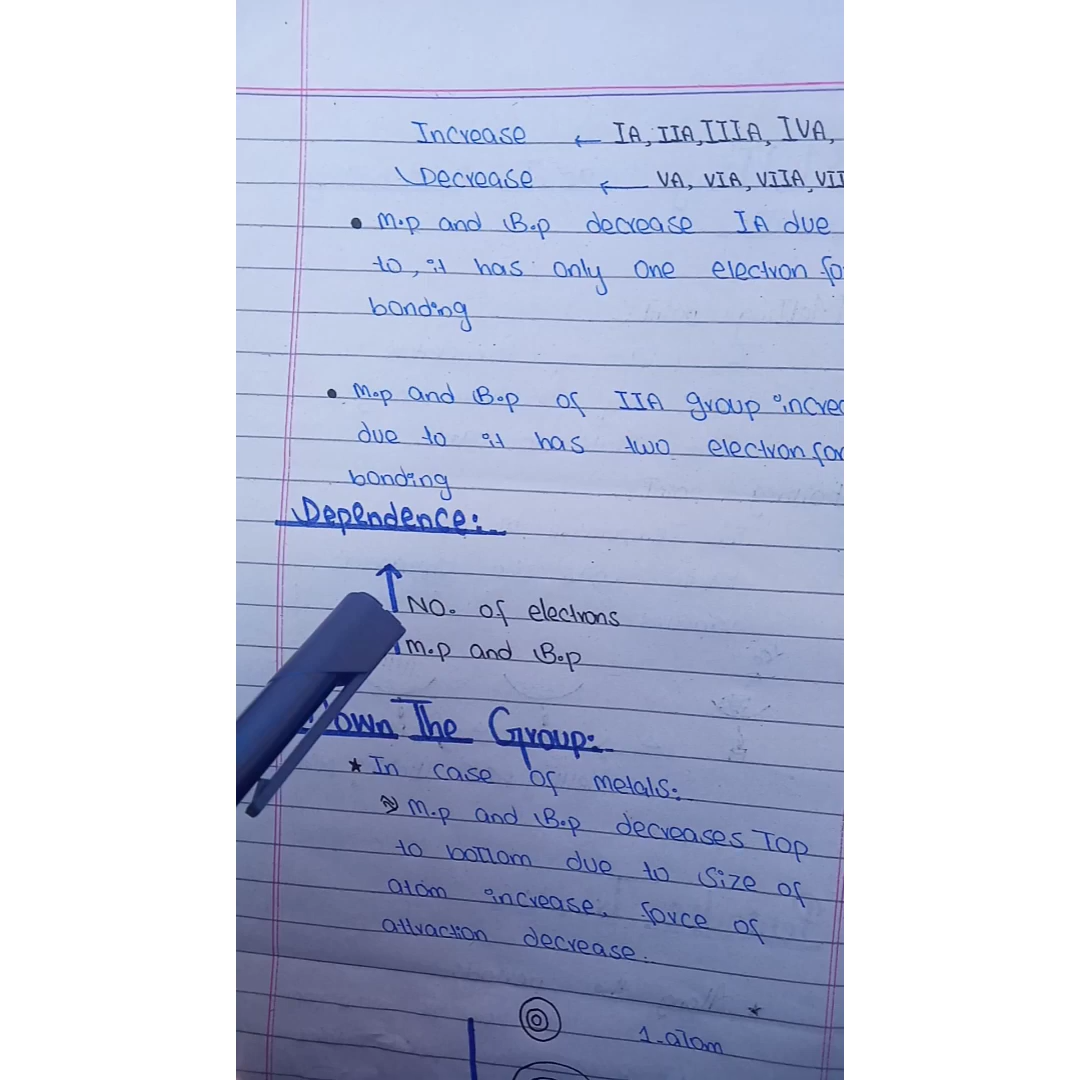 Increase ← IA, IIA, IIIA, IVA,
Decrease ← VA, VIA, VIIA, VII
• M.p and B.p decrease IA due
to, it has only one electron fo
bonding
• M.p and B.p of IIA group increa
due to it has two electron for
bonding
Dependence:
↑ No. of electrons
m.p and B.p
Down The Group:
★ In case of metals:
M.p and B.p decreases Top
to bottom due to size of
atom increase, force of
attraction decrease.
1-atom